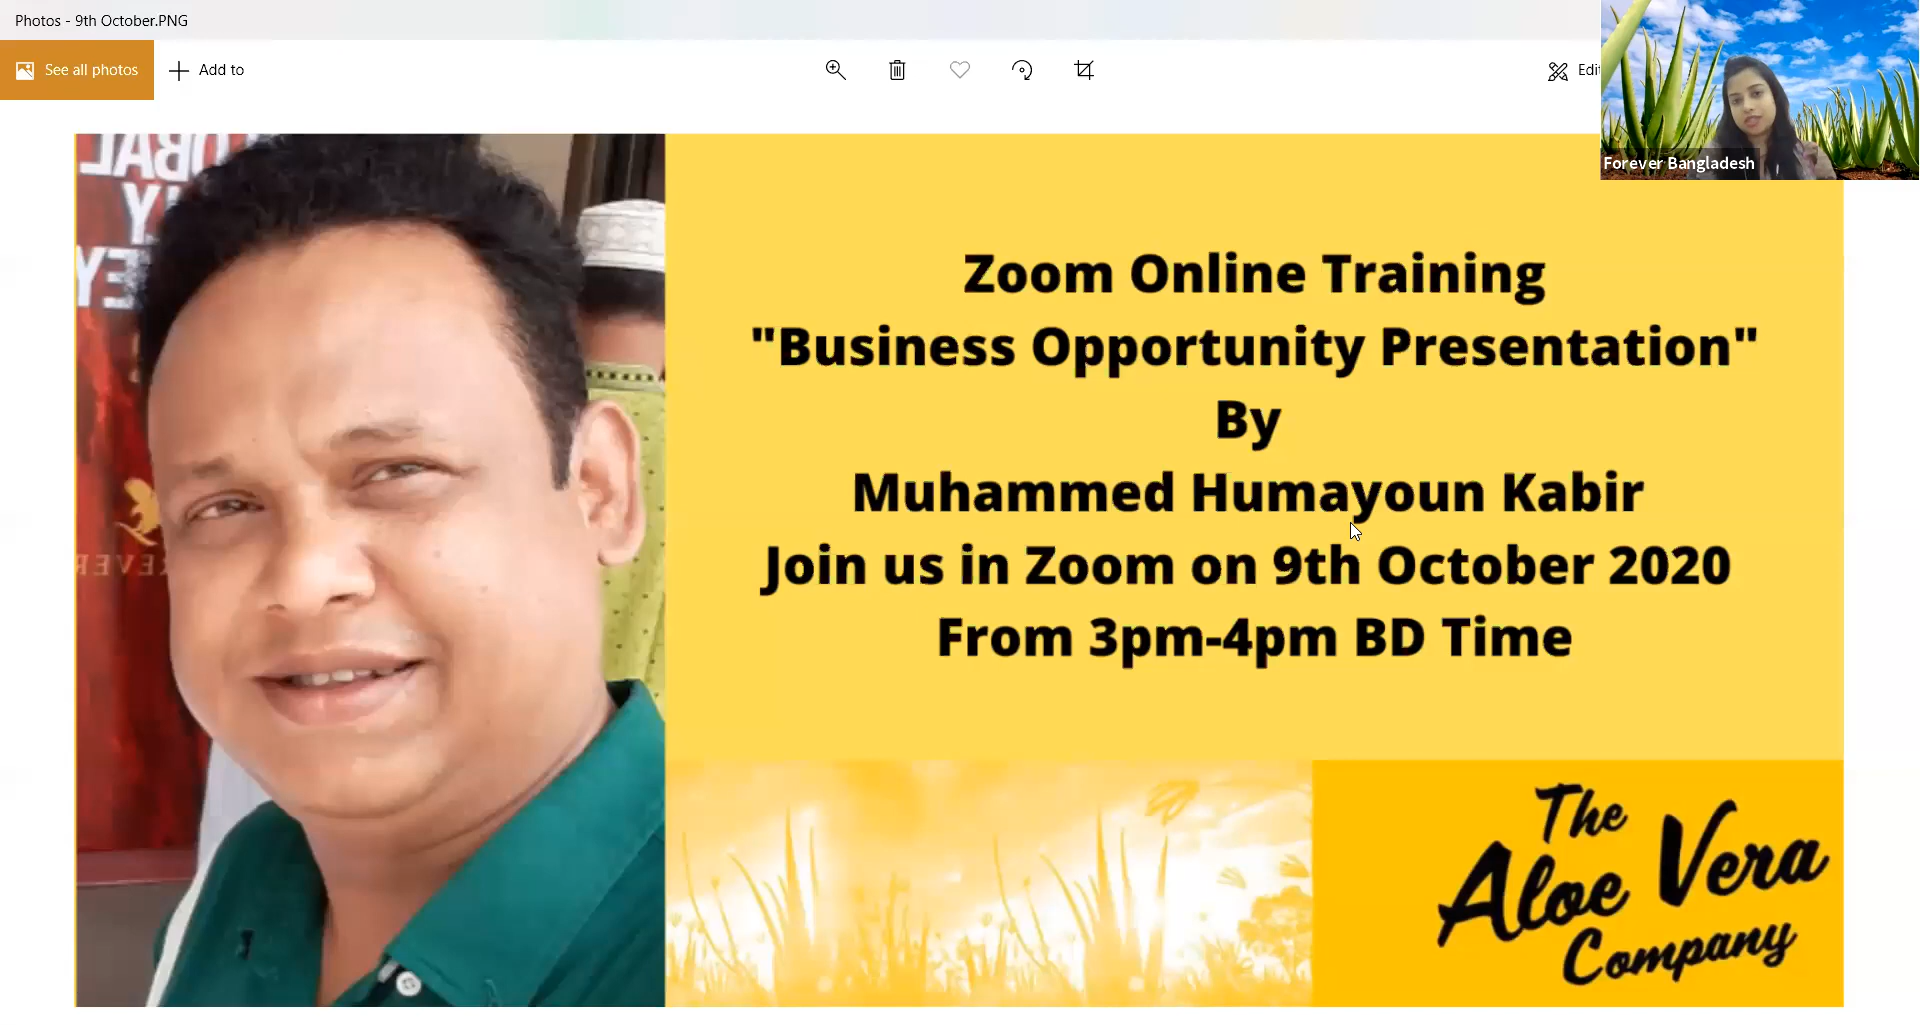 Photos - 9th October.PNG
See all photos
Add to
Forever Bangladesh
Zoom Online Training
"Business Opportunity Presentation"
By
Muhammed Humayoun Kabir
Join us in Zoom on 9th October 2020
From 3pm-4pm BD Time
The
Aloe Vera
Company